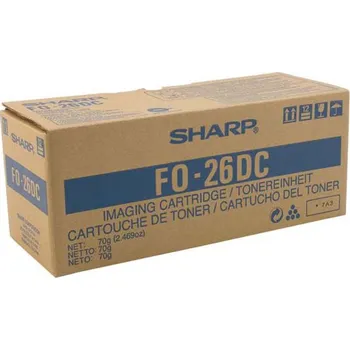 SHARP
FO-26DC
IMAGING CARTRIDGE / TONEREINHEIT
CARTOUCHE DE TONER / CARTUCHO DEL TONER
NET: 70g (2.469oz)
NETTO: 70g
NETO: 70g
FO-26DC